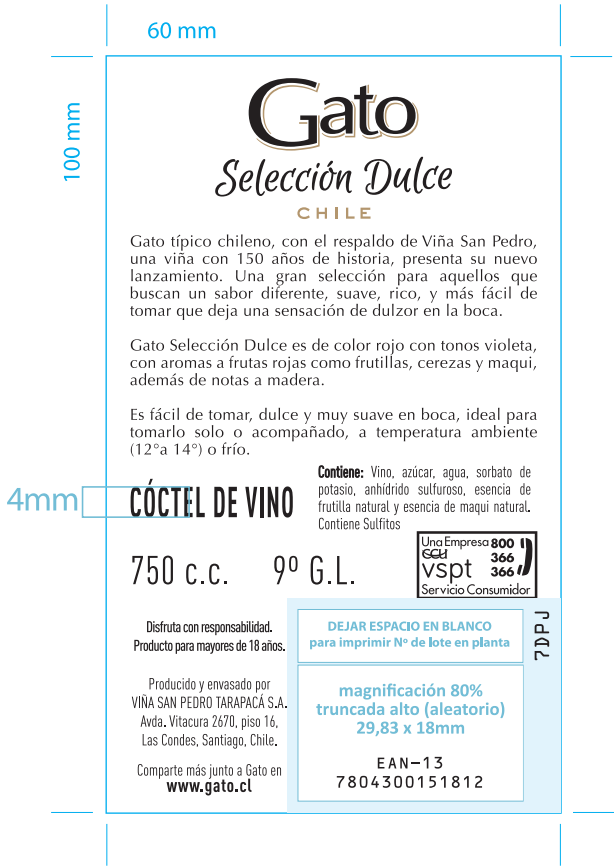 60 mm
100 mm
Gato
Selección Dulce
CHILE
Gato típico chileno, con el respaldo de Viña San Pedro,
una viña con 150 años de historia, presenta su nuevo
lanzamiento. Una gran selección para aquellos que
buscan un sabor diferente, suave, rico, y más fácil de
tomar que deja una sensación de dulzor en la boca.
Gato Selección Dulce es de color rojo con tonos violeta,
con aromas a frutas rojas como frutillas, cerezas y maqui,
además de notas a madera.
Es fácil de tomar, dulce y muy suave en boca, ideal para
tomarlo solo o acompañado, a temperatura ambiente
(12°a 14°) o frío.
4mm
CÓCTEL DE VINO
Contiene: Vino, azúcar, agua, sorbato de
potasio, anhídrido sulfuroso, esencia de
frutilla natural y esencia de maqui natural.
Contiene Sulfitos
750 c.c. 9º G.L.
Una Empresa 800
CCU 366
vspt 366
Servicio Consumidor
Disfruta con responsabilidad.
Producto para mayores de 18 años.
Producido y envasado por
VIÑA SAN PEDRO TARAPACÁ S.A.
Avda. Vitacura 2670, piso 16,
Las Condes, Santiago, Chile.
Comparte más junto a Gato en
www.gato.cl
DEJAR ESPACIO EN BLANCO
para imprimir Nº de lote en planta
7DPJ
magnificación 80%
truncada alto (aleatorio)
29,83 x 18mm
EAN-13
7804300151812